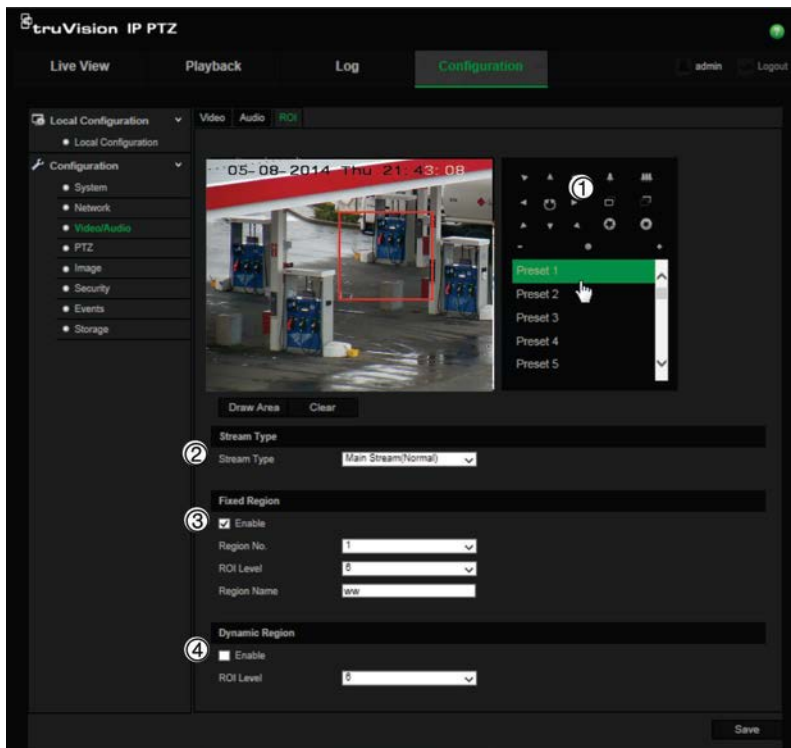 truVision IP PTZ
?
Live View Playback Log Configuration admin Logout
Local Configuration
Local Configuration
Configuration
System
Network
Video/Audio
PTZ
Image
Security
Events
Storage
Video Audio ROI
05-08-2014 Thu 21:43:08
1
Preset 1
Preset 2
Preset 3
Preset 4
Preset 5
Draw Area Clear
Stream Type
2
Stream Type Main Stream(Normal)
Fixed Region
3
Enable
Region No. 1
ROI Level 6
Region Name ww
Dynamic Region
4
Enable
ROI Level 6
Save